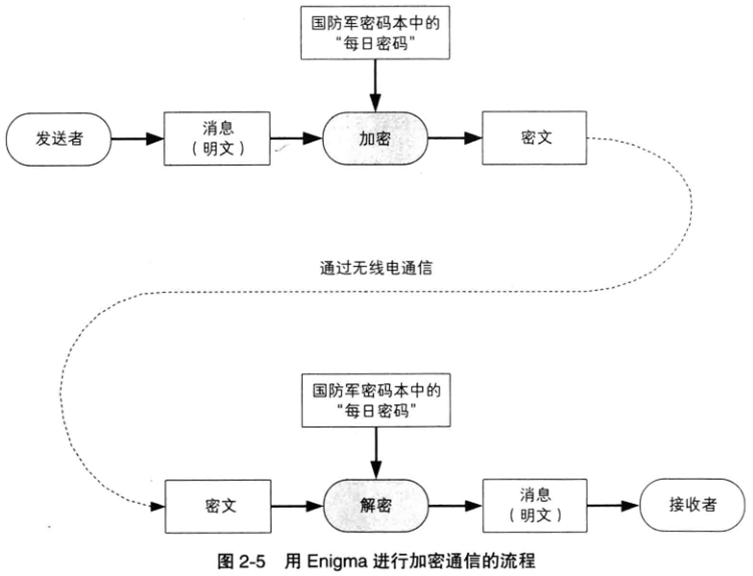 国防军密码本中的
“每日密码”
发送者
消息
（明文）
加密
密文
通过无线电通信
国防军密码本中的
“每日密码”
密文
解密
消息
（明文）
接收者
图 2-5 用 Enigma 进行加密通信的流程